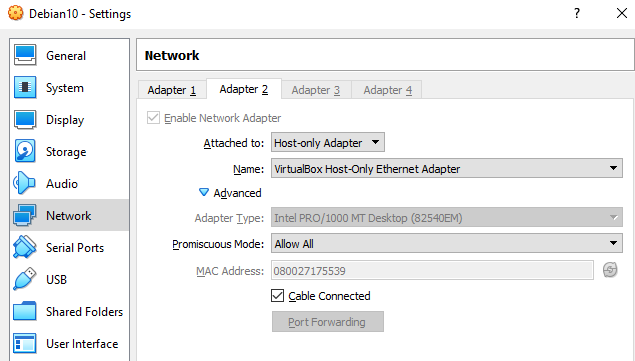 Debian10 - Settings ? ×
General
System
Display
Storage
Audio
Network
Serial Ports
USB
Shared Folders
User Interface
Network
Adapter 1 Adapter 2 Adapter 3 Adapter 4
Enable Network Adapter
Attached to: Host-only Adapter
Name: VirtualBox Host-Only Ethernet Adapter
Advanced
Adapter Type: Intel PRO/1000 MT Desktop (82540EM)
Promiscuous Mode: Allow All
MAC Address: 080027175539
Cable Connected
Port Forwarding